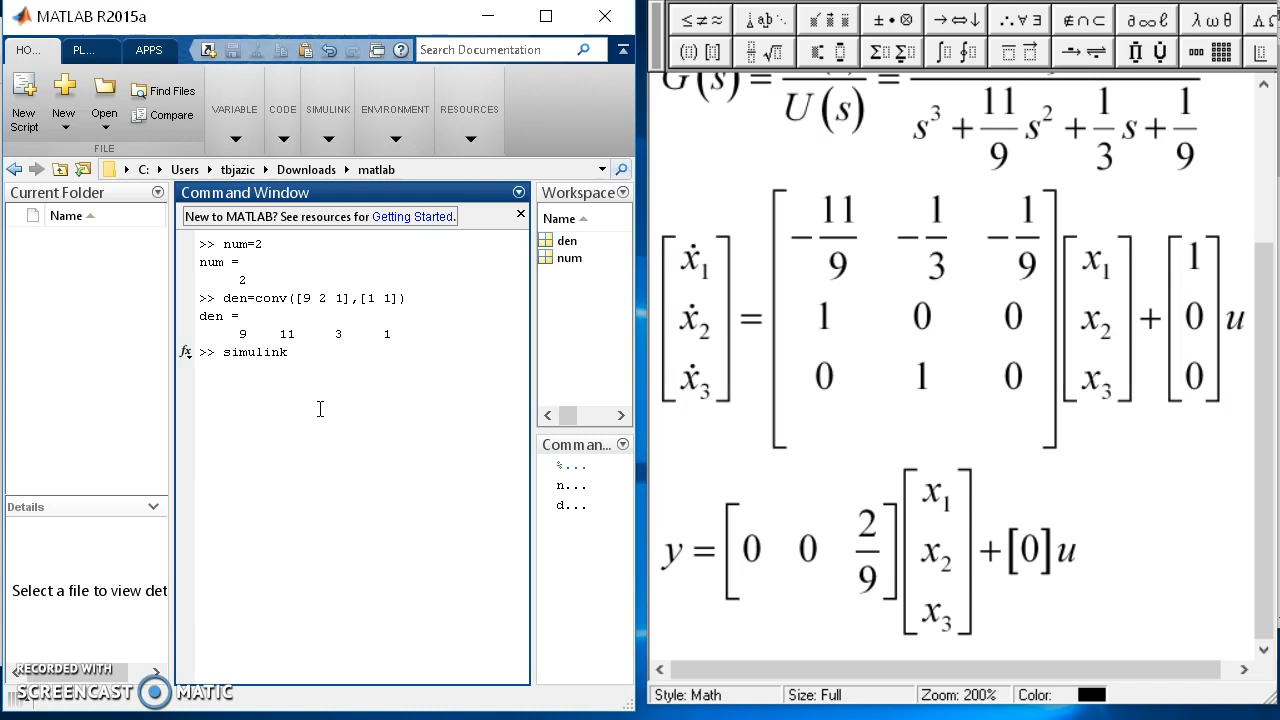 MATLAB R2015a
HO...
PL...
APPS
Search Documentation
New Script
New
Open
Find Files
Compare
FILE
VARIABLE
CODE
SIMULINK
ENVIRONMENT
RESOURCES
C: Users tbjazic Downloads matlab
Current Folder
Name
Details
Select a file to view det
Command Window
New to MATLAB? See resources for Getting Started.
>> num=2
num =
2
>> den=conv([9 2 1],[1 1])
den =
9 11 3 1
fx >> simulink
Workspace
Name
den
num
Comman...
%...
n...
d...
RECORDED WITH
SCREENCAST MATIC
≤≠≈
± • ⊗
→⇔↓
∴∀∃
∉∩⊂
∂∞ℓ
λωθ
G(s) = / U(s) = / s³ + 11/9 s² + 1/3 s + 1/9
[ẋ₁ ẋ₂ ẋ₃] = [−11/9 −1/3 −1/9; 1 0 0; 0 1 0] [x₁ x₂ x₃] + [1 0 0] u
y = [0 0 2/9] [x₁ x₂ x₃] + [0] u
Style: Math
Size: Full
Zoom: 200%
Color: